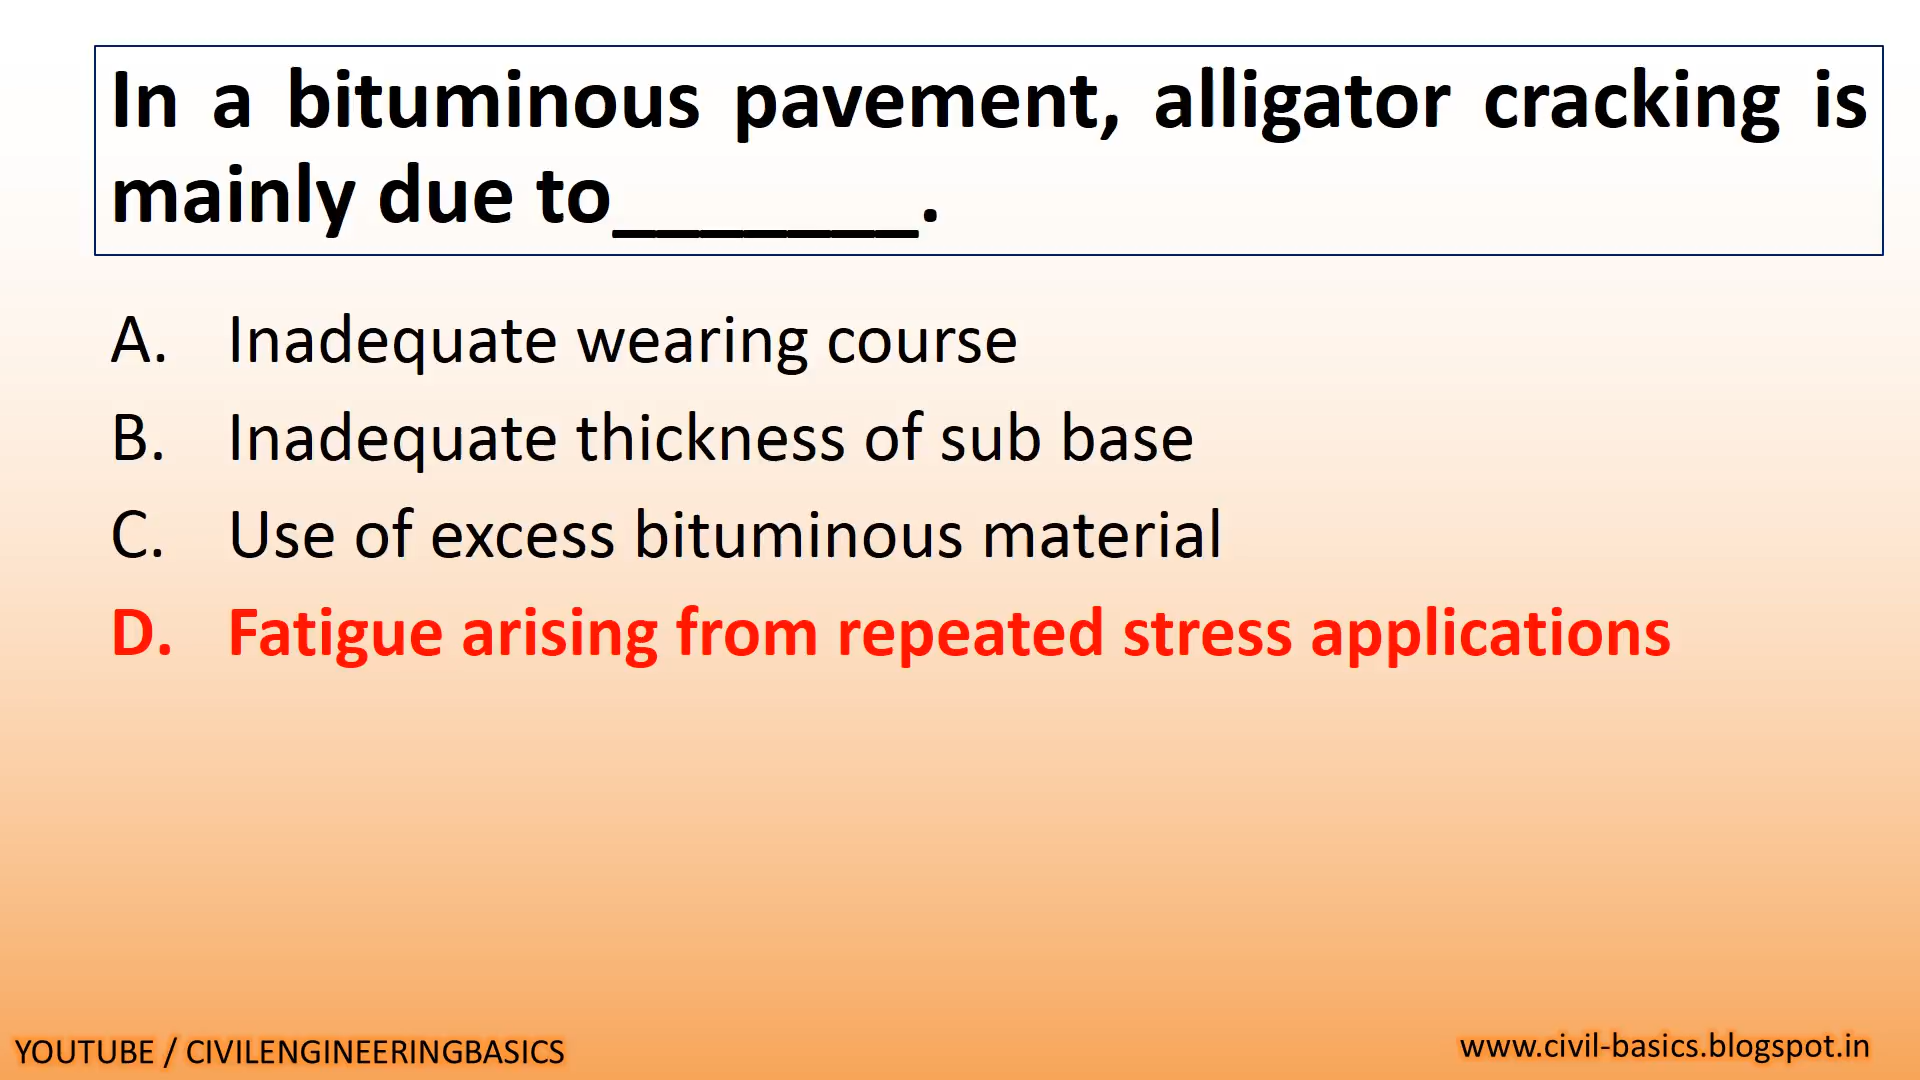 In a bituminous pavement, alligator cracking is
mainly due to_______.
A. Inadequate wearing course
B. Inadequate thickness of sub base
C. Use of excess bituminous material
D. Fatigue arising from repeated stress applications
YOUTUBE / CIVILENGINEERINGBASICS
www.civil-basics.blogspot.in